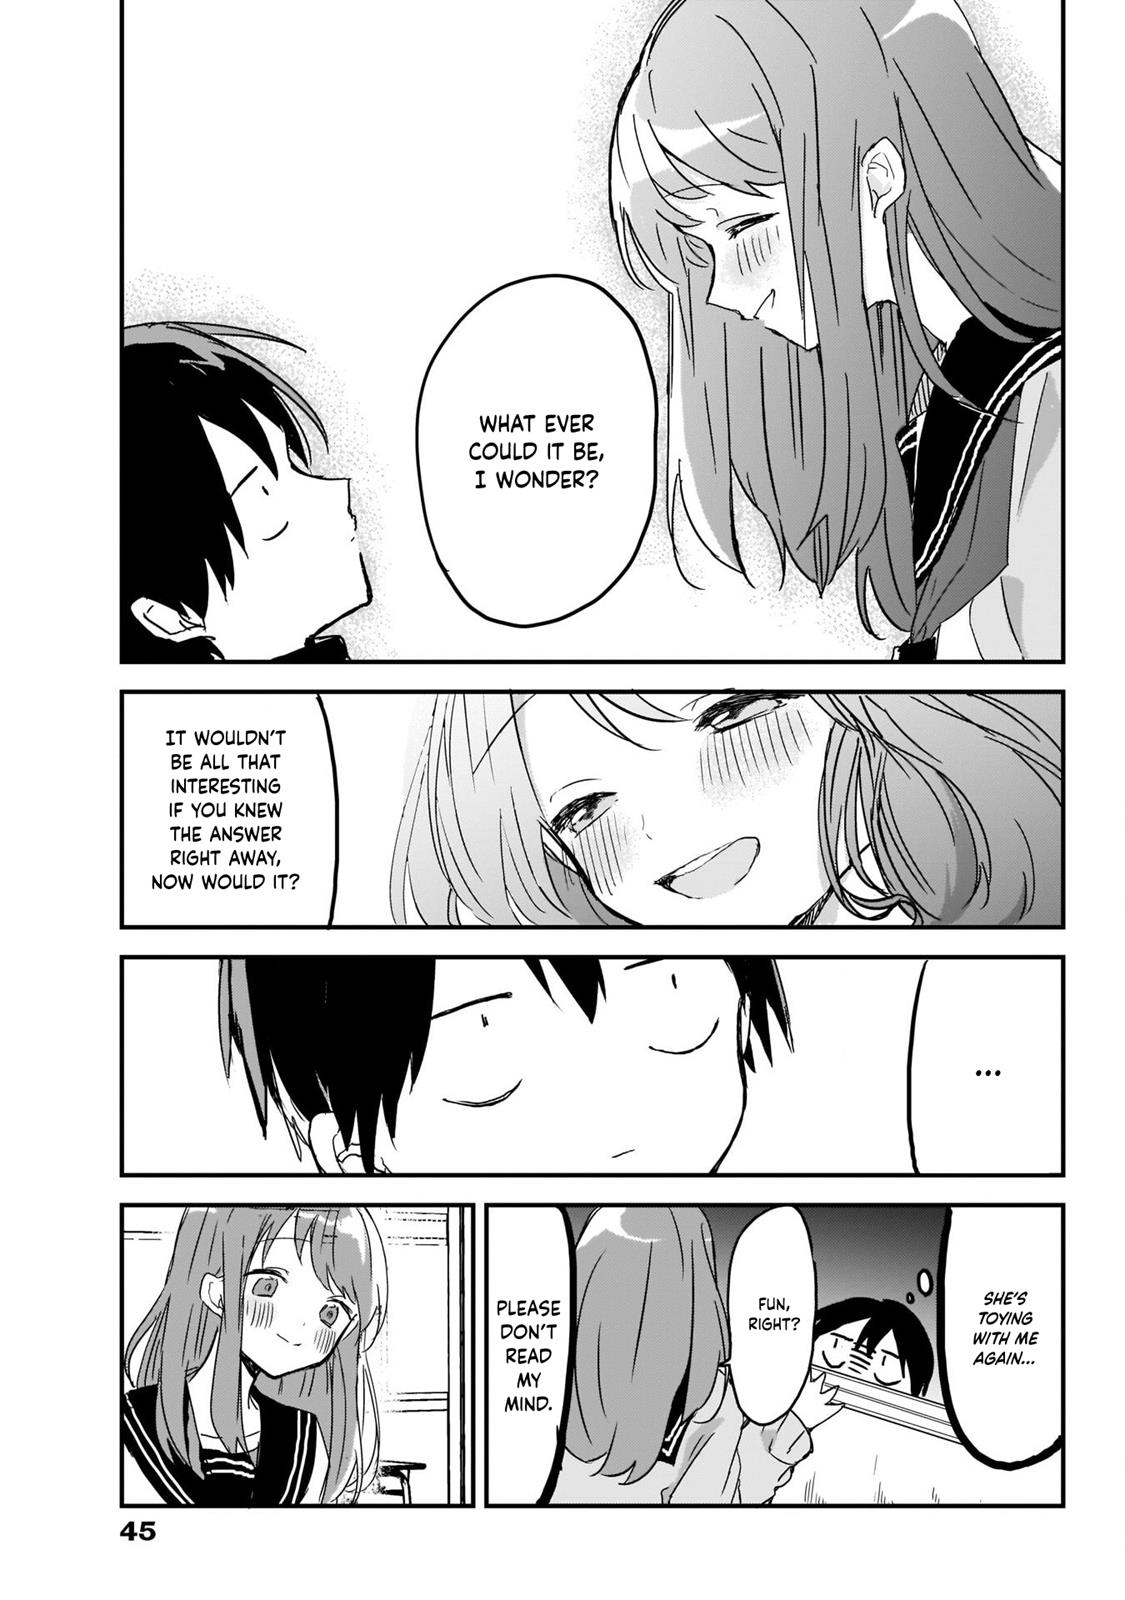 WHAT EVER
COULD IT BE,
I WONDER?
IT WOULDN'T
BE ALL THAT
INTERESTING
IF YOU KNEW
THE ANSWER
RIGHT AWAY,
NOW WOULD IT?
...
SHE'S
TOYING
WITH ME
AGAIN...
FUN,
RIGHT?
PLEASE
DON'T
READ
MY
MIND.
45